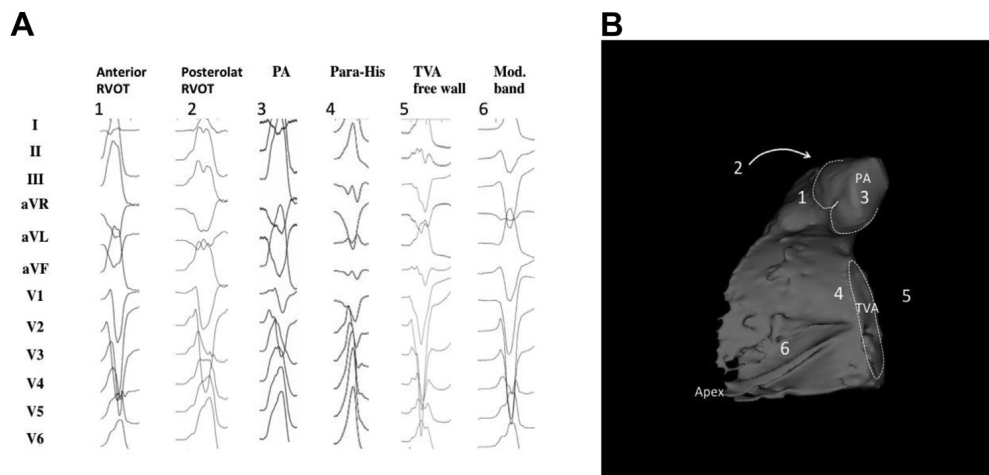 A
Anterior
RVOT
1
Posterolat
RVOT
2
PA
3
Para-His
4
TVA
free wall
5
Mod.
band
6
I
II
III
aVR
aVL
aVF
V1
V2
V3
V4
V5
V6
B
2
1
PA
3
4
TVA
5
6
Apex